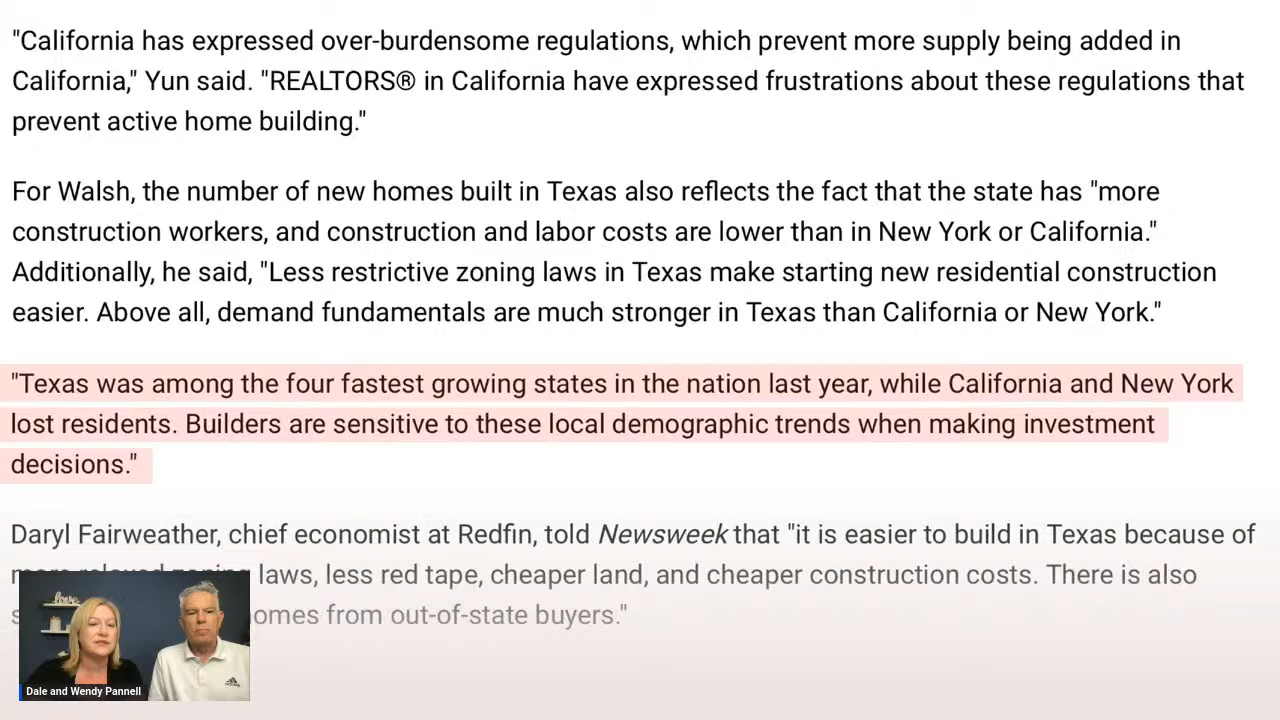 "California has expressed over-burdensome regulations, which prevent more supply being added in
California," Yun said. "REALTORS® in California have expressed frustrations about these regulations that
prevent active home building."
For Walsh, the number of new homes built in Texas also reflects the fact that the state has "more
construction workers, and construction and labor costs are lower than in New York or California."
Additionally, he said, "Less restrictive zoning laws in Texas make starting new residential construction
easier. Above all, demand fundamentals are much stronger in Texas than California or New York."
"Texas was among the four fastest growing states in the nation last year, while California and New York
lost residents. Builders are sensitive to these local demographic trends when making investment
decisions."
Daryl Fairweather, chief economist at Redfin, told Newsweek that "it is easier to build in Texas because of
laws, less red tape, cheaper land, and cheaper construction costs. There is also
from out-of-state buyers."
Dale and Wendy Pannell